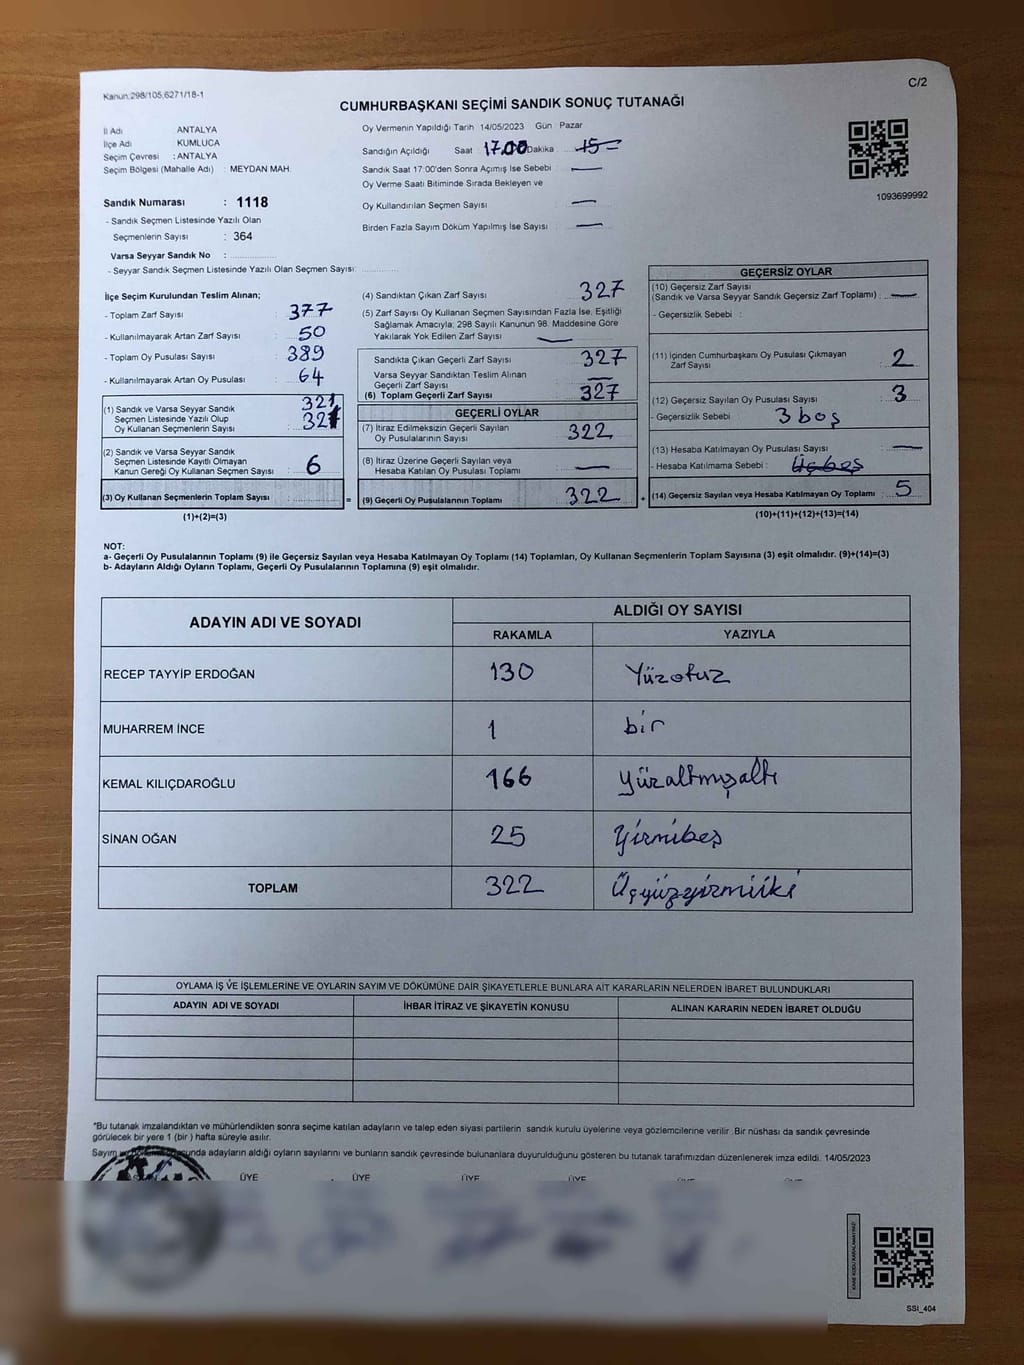 Kanun:298/105,6271/18-1
C/2
CUMHURBAŞKANI SEÇİMİ SANDIK SONUÇ TUTANAĞI
İl Adı ANTALYA
İlçe Adı KUMLUCA
Seçim Çevresi : ANTALYA
Seçim Bölgesi (Mahalle Adı) : MEYDAN MAH.
Sandık Numarası : 1118
- Sandık Seçmen Listesinde Yazılı Olan
Seçmenlerin Sayısı : 364
Varsa Seyyar Sandık No :
- Seyyar Sandık Seçmen Listesinde Yazılı Olan Seçmen Sayısı:
Oy Vermenin Yapıldığı Tarih 14/05/2023 Gün : Pazar
Sandığın Açıldığı Saat 17.00 Dakika : 15
Sandık Saat 17:00'den Sonra Açımış İse Sebebi :
Oy Verme Saati Bitiminde Sırada Bekleyen ve
Oy Kullandırılan Seçmen Sayısı :
Birden Fazla Sayım Döküm Yapılmış İse Sayısı :
1093699992
İlçe Seçim Kurulundan Teslim Alınan;
- Toplam Zarf Sayısı : 377
- Kullanılmayarak Artan Zarf Sayısı : 50
- Toplam Oy Pusulası Sayısı : 389
- Kullanılmayarak Artan Oy Pusulası : 64
(1) Sandık ve Varsa Seyyar Sandık
Seçmen Listesinde Yazılı Olup
Oy Kullanan Seçmenlerin Sayısı : 321
(2) Sandık ve Varsa Seyyar Sandık
Seçmen Listesinde Kayıtlı Olmayan
Kanun Gereği Oy Kullanan Seçmen Sayısı : 6
(3) Oy Kullanan Seçmenlerin Toplam Sayısı :
(1)+(2)=(3)
(4) Sandıktan Çıkan Zarf Sayısı : 327
(5) Zarf Sayısı Oy Kullanan Seçmen Sayısından Fazla İse, Eşitliği
Sağlamak Amacıyla; 298 Sayılı Kanunun 98. Maddesine Göre
Yakılarak Yok Edilen Zarf Sayısı :
Sandıkta Çıkan Geçerli Zarf Sayısı : 327
Varsa Seyyar Sandıktan Teslim Alınan
Geçerli Zarf Sayısı :
(6) Toplam Geçerli Zarf Sayısı : 327
GEÇERLİ OYLAR
(7) İtiraz Edilmeksizin Geçerli Sayılan
Oy Pusulalarının Sayısı : 322
(8) İtiraz Üzerine Geçerli Sayılan veya
Hesaba Katılan Oy Pusulası Toplamı :
= (9) Geçerli Oy Pusulalarının Toplamı : 322 +
GEÇERSİZ OYLAR
(10) Geçersiz Zarf Sayısı
(Sandık ve Varsa Seyyar Sandık Geçersiz Zarf Toplamı) :
- Geçersizlik Sebebi :
(11) İçinden Cumhurbaşkanı Oy Pusulası Çıkmayan
Zarf Sayısı : 2
(12) Geçersiz Sayılan Oy Pusulası Sayısı : 3
- Geçersizlik Sebebi : 3 boş
(13) Hesaba Katılmayan Oy Pusulası Sayısı :
- Hesaba Katılmama Sebebi : Üç boş
(14) Geçersiz Sayılan veya Hesaba Katılmayan Oy Toplamı : 5
(10)+(11)+(12)+(13)=(14)
NOT:
a- Geçerli Oy Pusulalarının Toplamı (9) ile Geçersiz Sayılan veya Hesaba Katılmayan Oy Toplamı (14) Toplamları, Oy Kullanan Seçmenlerin Toplam Sayısına (3) eşit olmalıdır. (9)+(14)=(3)
b- Adayların Aldığı Oyların Toplamı, Geçerli Oy Pusulalarının Toplamına (9) eşit olmalıdır.
ADAYIN ADI VE SOYADI ALDIĞI OY SAYISI
RAKAMLA YAZIYLA
RECEP TAYYİP ERDOĞAN 130 Yüzotuz
MUHARREM İNCE 1 bir
KEMAL KILIÇDAROĞLU 166 Yüzaltmışaltı
SİNAN OĞAN 25 Yirmibeş
TOPLAM 322 Üçyüzyirmiiki
OYLAMA İŞ VE İŞLEMLERİNE VE OYLARIN SAYIM VE DÖKÜMÜNE DAİR ŞİKAYETLERLE BUNLARA AİT KARARLARIN NELERDEN İBARET BULUNDUKLARI
ADAYIN ADI VE SOYADI İHBAR İTİRAZ VE ŞİKAYETİN KONUSU ALINAN KARARIN NEDEN İBARET OLDUĞU
*Bu tutanak imzalandıktan ve mühürlendikten sonra seçime katılan adayların ve talep eden siyasi partilerin sandık kurulu üyelerine veya gözlemcilerine verilir. Bir nüshası da sandık çevresinde
görülecek bir yere 1 (bir ) hafta süreyle asılır.
Sayım adayların aldığı oyların sayılarını ve bunların sandık çevresinde bulunanlara duyurulduğunu gösteren bu tutanak tarafımızdan düzenlenerek imza edildi. 14/05/2023
ÜYE ÜYE ÜYE ÜYE ÜYE ÜYE
SSI_404